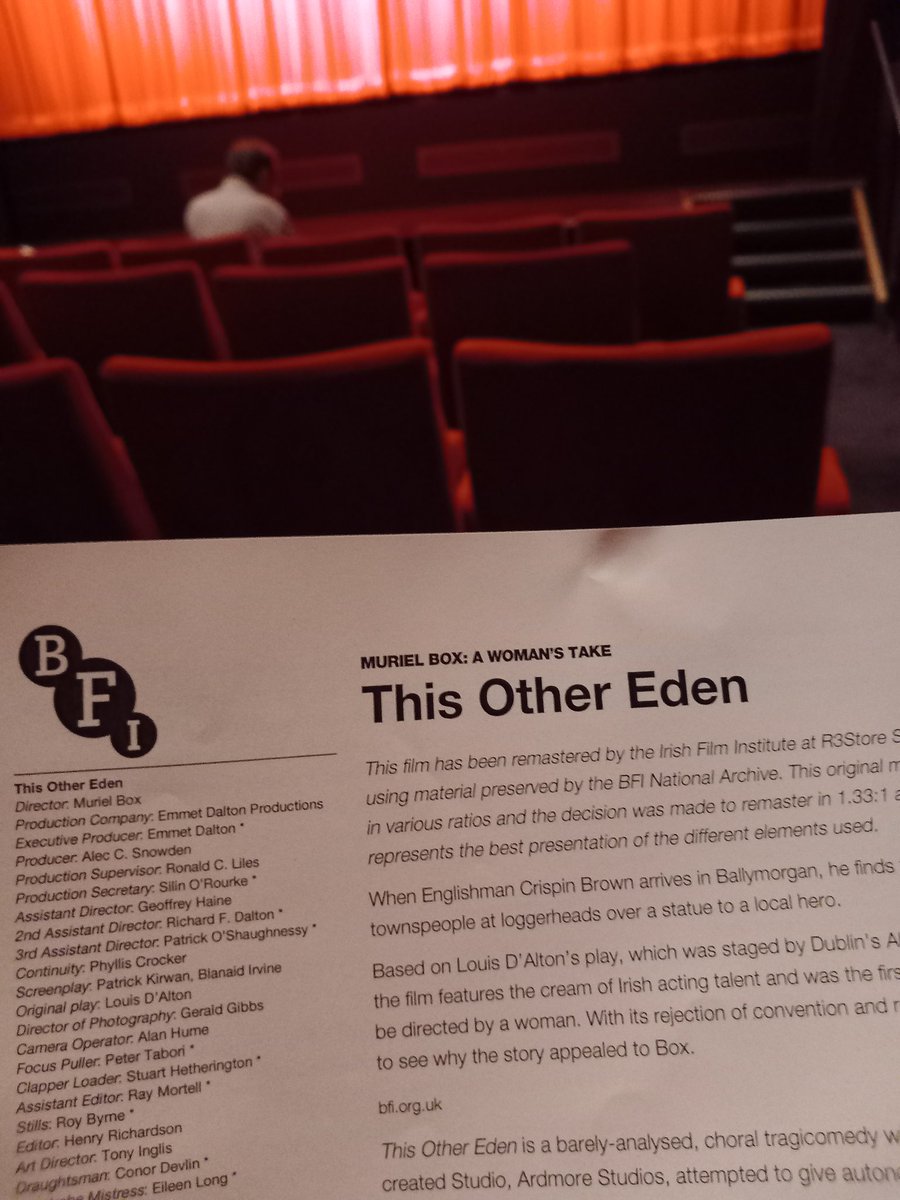 BFI
This Other Eden
Director: Muriel Box
Production Company: Emmet Dalton Productions
Executive Producer: Emmet Dalton *
Producer: Alec C. Snowden
Production Supervisor: Ronald C. Liles
Production Secretary: Silin O'Rourke *
Assistant Director: Geoffrey Haine
2nd Assistant Director: Richard F. Dalton *
3rd Assistant Director: Patrick O'Shaughnessy *
Continuity: Phyllis Crocker
Screenplay: Patrick Kirwan, Blanaid Irvine
Original play: Louis D'Alton
Director of Photography: Gerald Gibbs
Camera Operator: Alan Hume
Focus Puller: Peter Tabori *
Clapper Loader: Stuart Hetherington *
Assistant Editor: Ray Mortell *
Stills: Roy Byrne *
Editor: Henry Richardson
Art Director: Tony Inglis
Draughtsman: Conor Devlin *
Mistress: Eileen Long *
MURIEL BOX: A WOMAN'S TAKE
This Other Eden
This film has been remastered by the Irish Film Institute at R3Store S
using material preserved by the BFI National Archive. This original m
in various ratios and the decision was made to remaster in 1.33:1 a
represents the best presentation of the different elements used.
When Englishman Crispin Brown arrives in Ballymorgan, he finds
townspeople at loggerheads over a statue to a local hero.
Based on Louis D'Alton's play, which was staged by Dublin's A
the film features the cream of Irish acting talent and was the firs
be directed by a woman. With its rejection of convention and r
to see why the story appealed to Box.
bfi.org.uk
This Other Eden is a barely-analysed, choral tragicomedy w
created Studio, Ardmore Studios, attempted to give auton